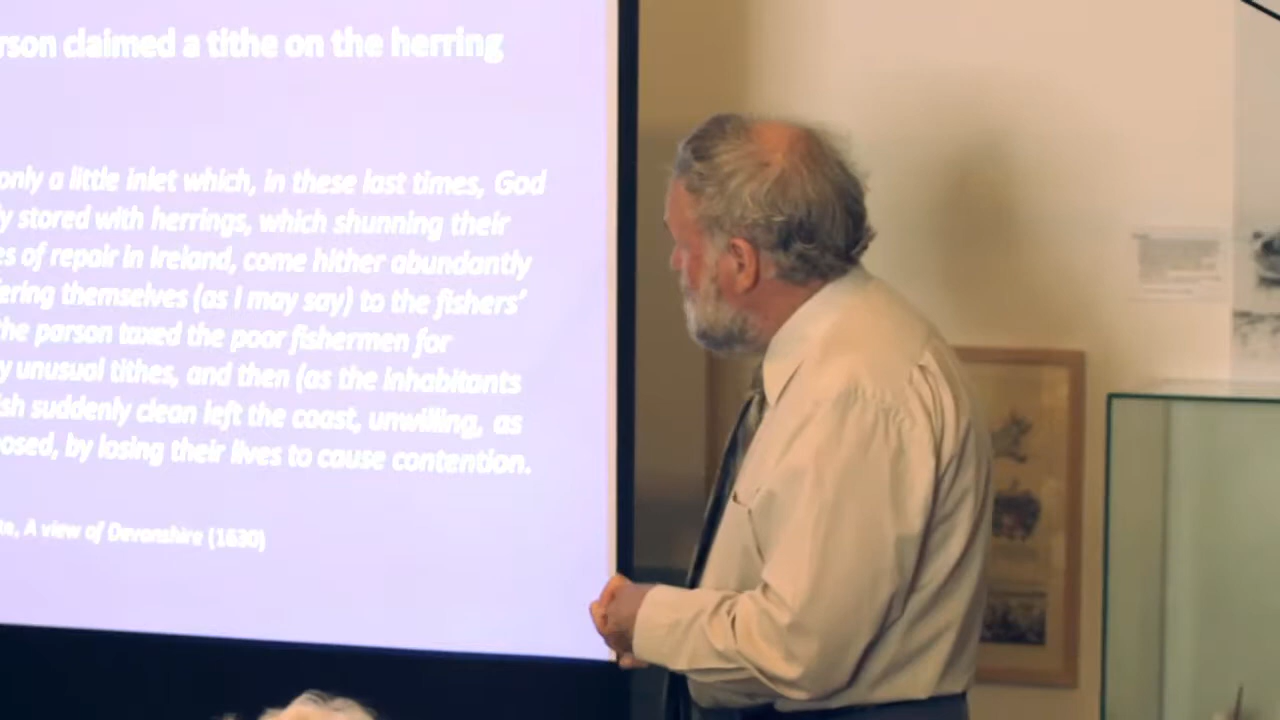 rson claimed a tithe on the herring
only a little inlet which, in these last times, God
y stored with herrings, which shunning their
es of repair in Ireland, come hither abundantly
ering themselves (as I may say) to the fishers'
the parson taxed the poor fishermen for
y unusual tithes, and then (as the inhabitants
ish suddenly clean left the coast, unwilling, as
posed, by losing their lives to cause contention.
A view of Devonshire (1630)